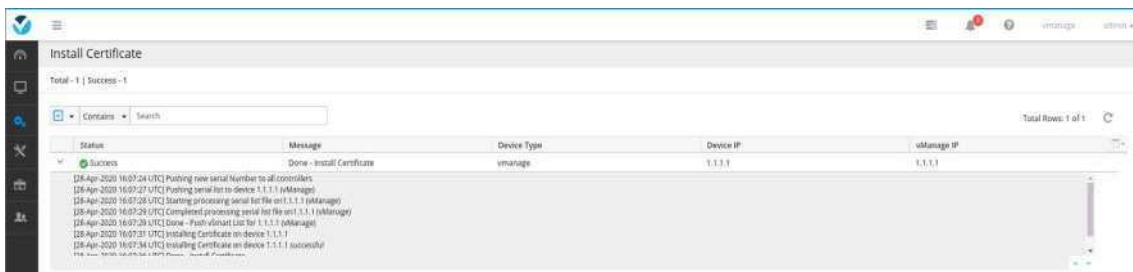 vmanage
Install Certificate
Total - 1 | Success - 1
Contains Search
Total Rows: 1 of 1
Status Message Device Type Device IP vManage IP
Success Done - Install Certificate vmanage 1.1.1.1 1.1.1.1
[28-Apr-2020 16:07:24 UTC] Pushing new serial Number to all controllers
[28-Apr-2020 16:07:27 UTC] Pushing serial list to device 1.1.1.1 (vManage)
[28-Apr-2020 16:07:28 UTC] Starting processing serial list file on 1.1.1.1 (vManage)
[28-Apr-2020 16:07:29 UTC] Completed processing serial list file on 1.1.1.1 (vManage)
[28-Apr-2020 16:07:29 UTC] Done - Push vSmart List for 1.1.1.1 (vManage)
[28-Apr-2020 16:07:31 UTC] Installing Certificate on device 1.1.1.1
[28-Apr-2020 16:07:34 UTC] Installing Certificate on device 1.1.1.1 successful